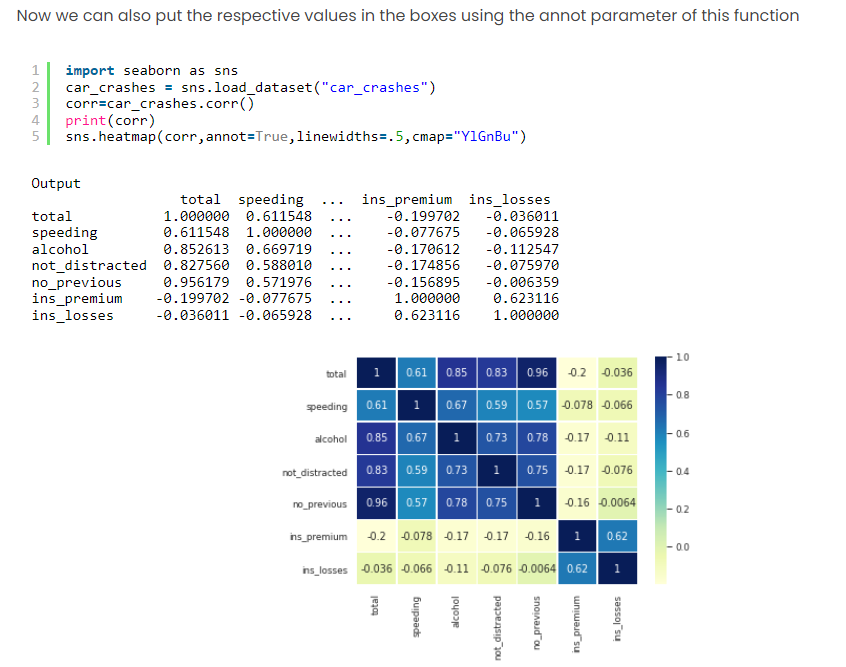 Now we can also put the respective values in the boxes using the annot parameter of this function
1 import seaborn as sns
2 car_crashes = sns.load_dataset("car_crashes")
3 corr=car_crashes.corr()
4 print(corr)
5 sns.heatmap(corr,annot=True,linewidths=.5,cmap="YlGnBu")
Output
total speeding ... ins_premium ins_losses
total 1.000000 0.611548 ... -0.199702 -0.036011
speeding 0.611548 1.000000 ... -0.077675 -0.065928
alcohol 0.852613 0.669719 ... -0.170612 -0.112547
not_distracted 0.827560 0.588010 ... -0.174856 -0.075970
no_previous 0.956179 0.571976 ... -0.156895 -0.006359
ins_premium -0.199702 -0.077675 ... 1.000000 0.623116
ins_losses -0.036011 -0.065928 ... 0.623116 1.000000
total 1 0.61 0.85 0.83 0.96 -0.2 -0.036
speeding 0.61 1 0.67 0.59 0.57 -0.078 -0.066
alcohol 0.85 0.67 1 0.73 0.78 -0.17 -0.11
not_distracted 0.83 0.59 0.73 1 0.75 -0.17 -0.076
no_previous 0.96 0.57 0.78 0.75 1 -0.16 -0.0064
ins_premium -0.2 -0.078 -0.17 -0.17 -0.16 1 0.62
ins_losses -0.036 -0.066 -0.11 -0.076 -0.0064 0.62 1
total speeding alcohol not_distracted no_previous ins_premium ins_losses
1.0
0.8
0.6
0.4
0.2
0.0